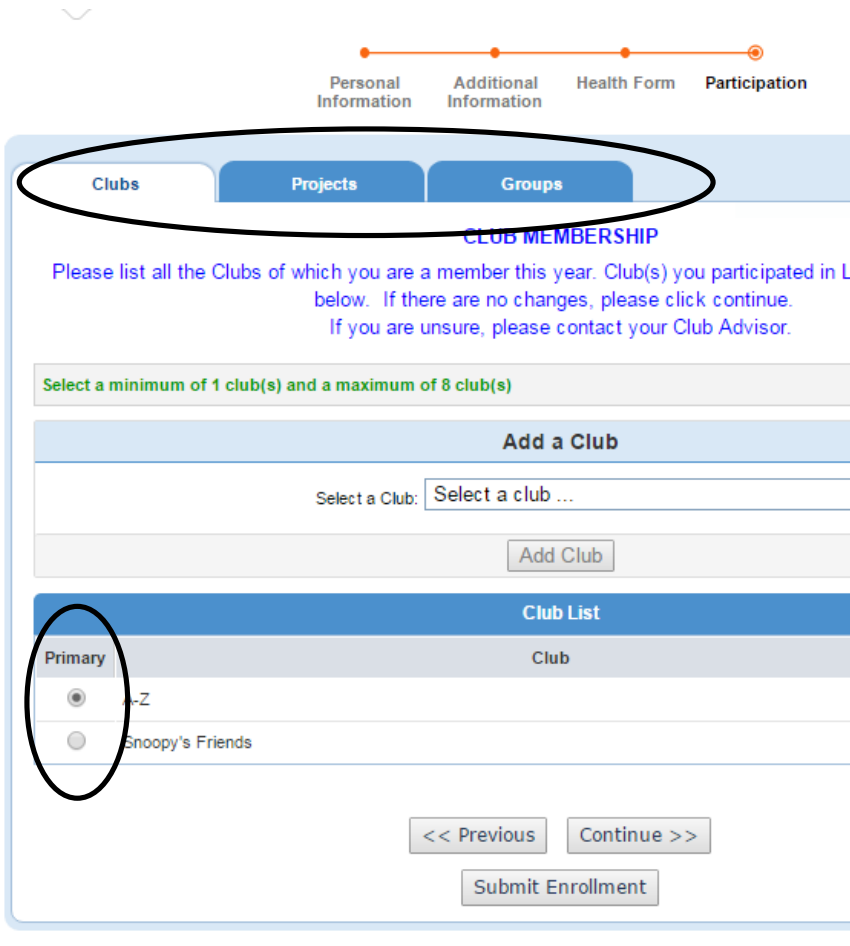 Personal Information
Additional Information
Health Form
Participation
Clubs
Projects
Groups
CLUB MEMBERSHIP
Please list all the Clubs of which you are a member this year. Club(s) you participated in L
below. If there are no changes, please click continue.
If you are unsure, please contact your Club Advisor.
Select a minimum of 1 club(s) and a maximum of 8 club(s)
Add a Club
Select a Club: Select a club ...
Add Club
Club List
Primary Club
A-Z
Snoopy's Friends
<< Previous Continue >>
Submit Enrollment